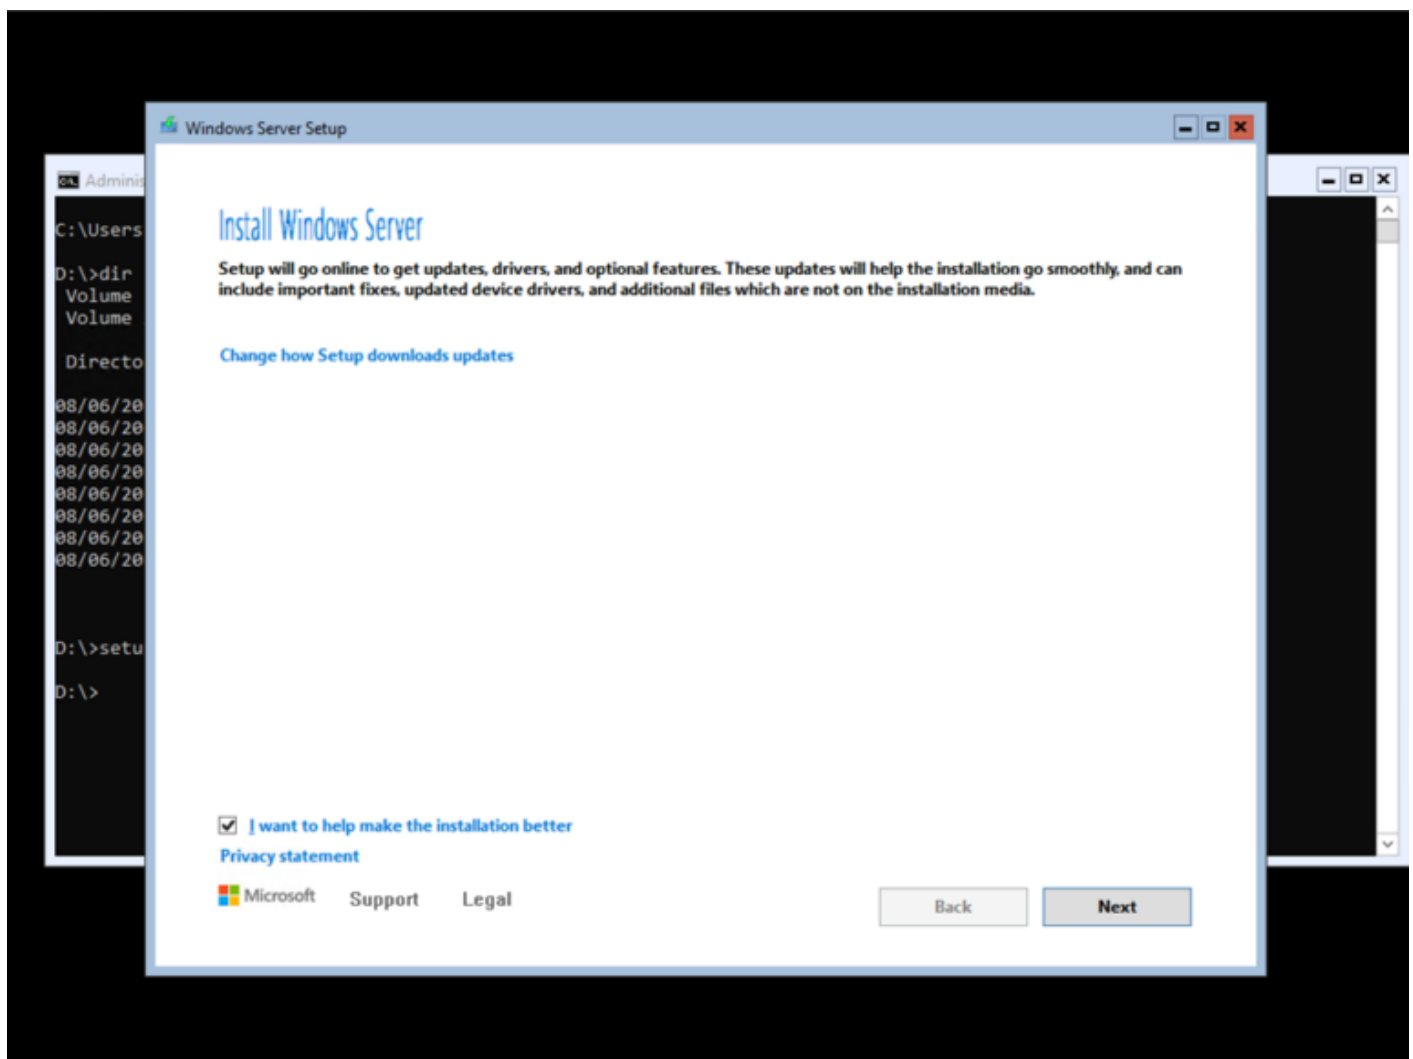 Windows Server Setup
Adminis
C:\Users
D:\>dir
Volume
Volume
Directo
08/06/20
08/06/20
08/06/20
08/06/20
08/06/20
08/06/20
08/06/20
08/06/20
D:\>setu
D:\>
Install Windows Server
Setup will go online to get updates, drivers, and optional features. These updates will help the installation go smoothly, and can
include important fixes, updated device drivers, and additional files which are not on the installation media.
Change how Setup downloads updates
I want to help make the installation better
Privacy statement
Microsoft Support Legal
Back Next